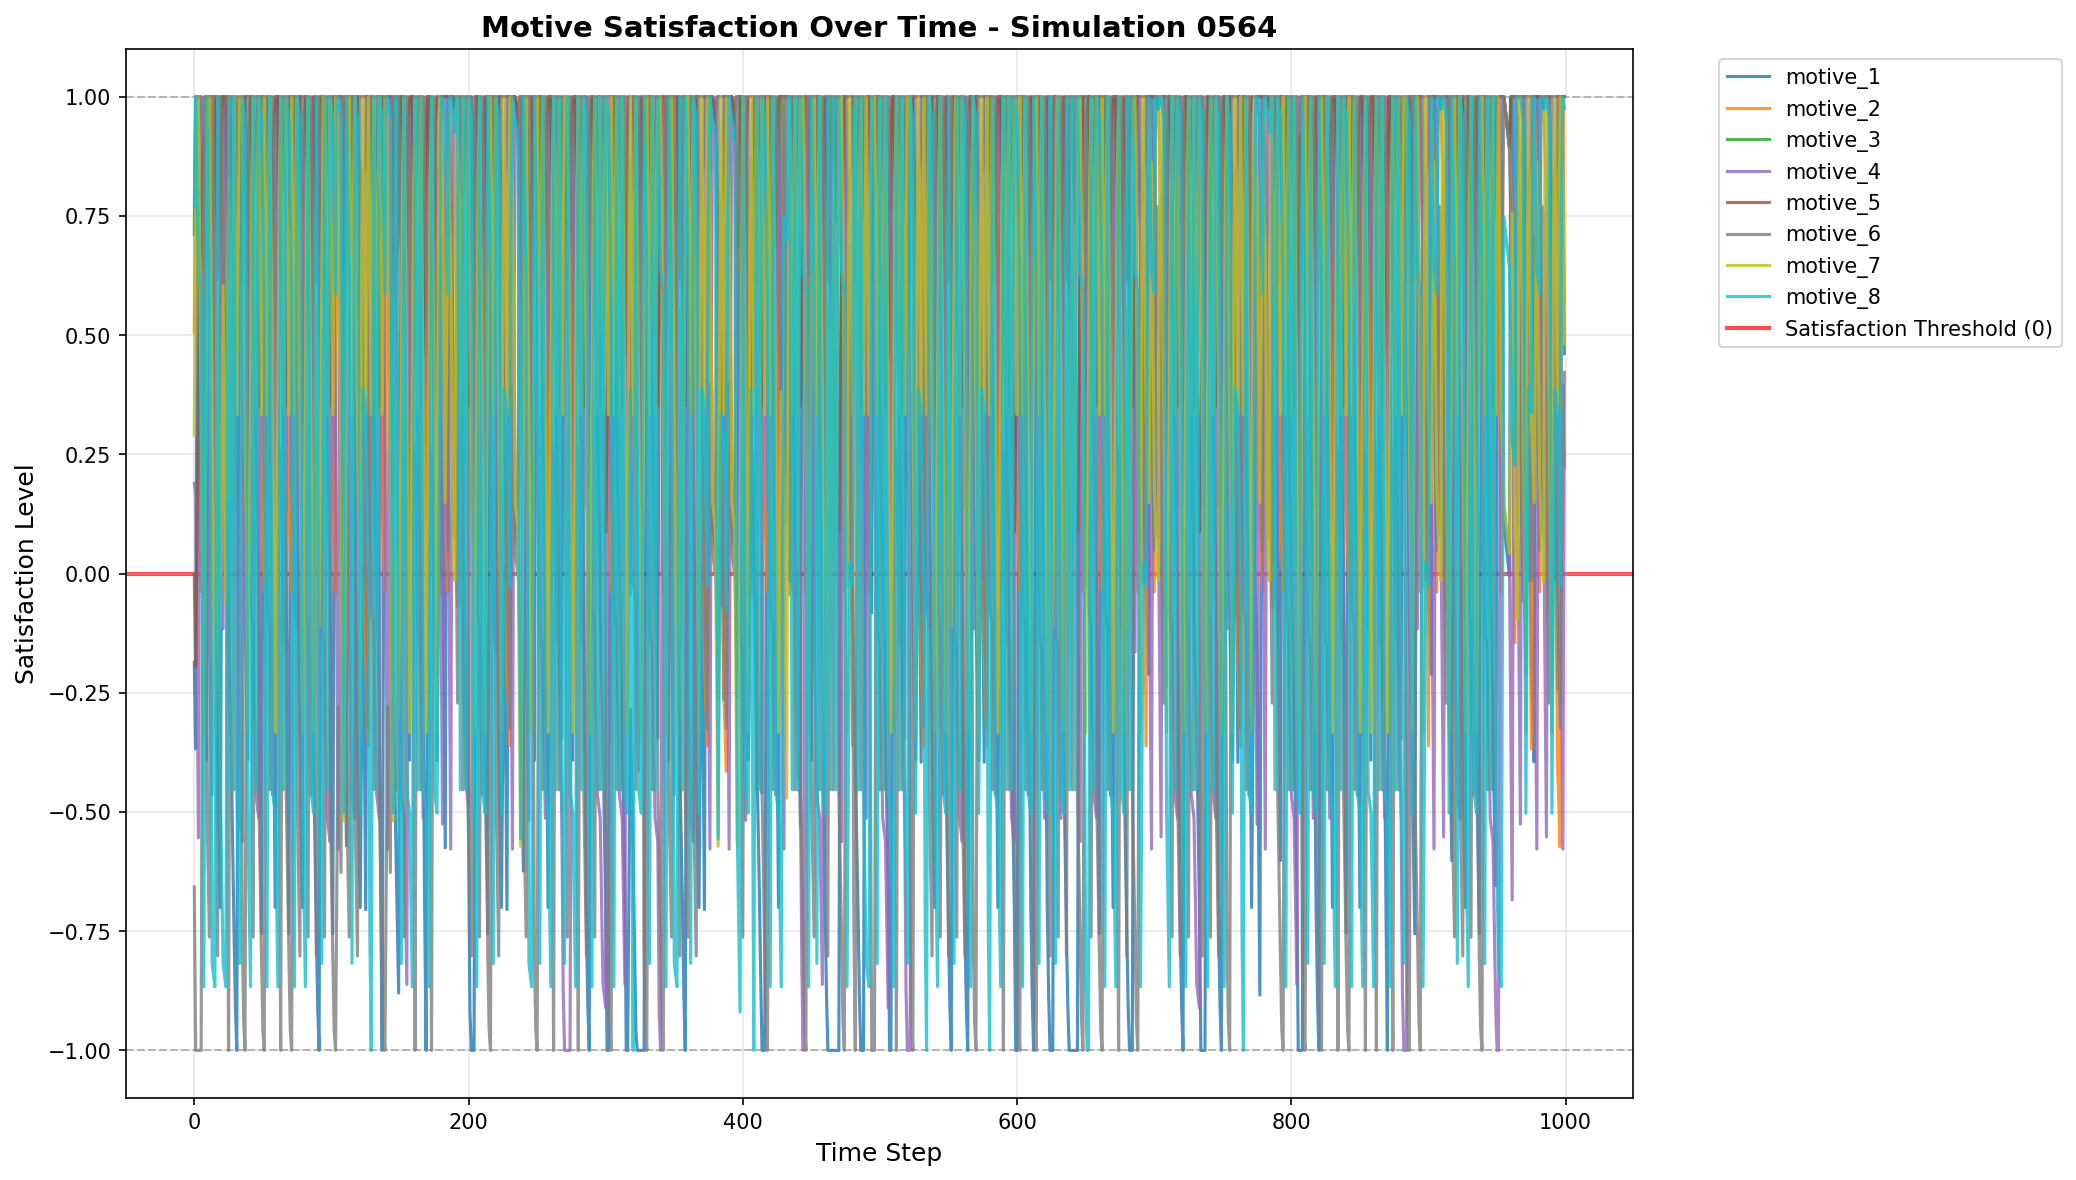 Motive Satisfaction Over Time - Simulation 0564
1.00
0.75
0.50
0.25
0.00
−0.25
−0.50
−0.75
−1.00
Satisfaction Level
0
200
400
600
800
1000
Time Step
motive_1
motive_2
motive_3
motive_4
motive_5
motive_6
motive_7
motive_8
Satisfaction Threshold (0)